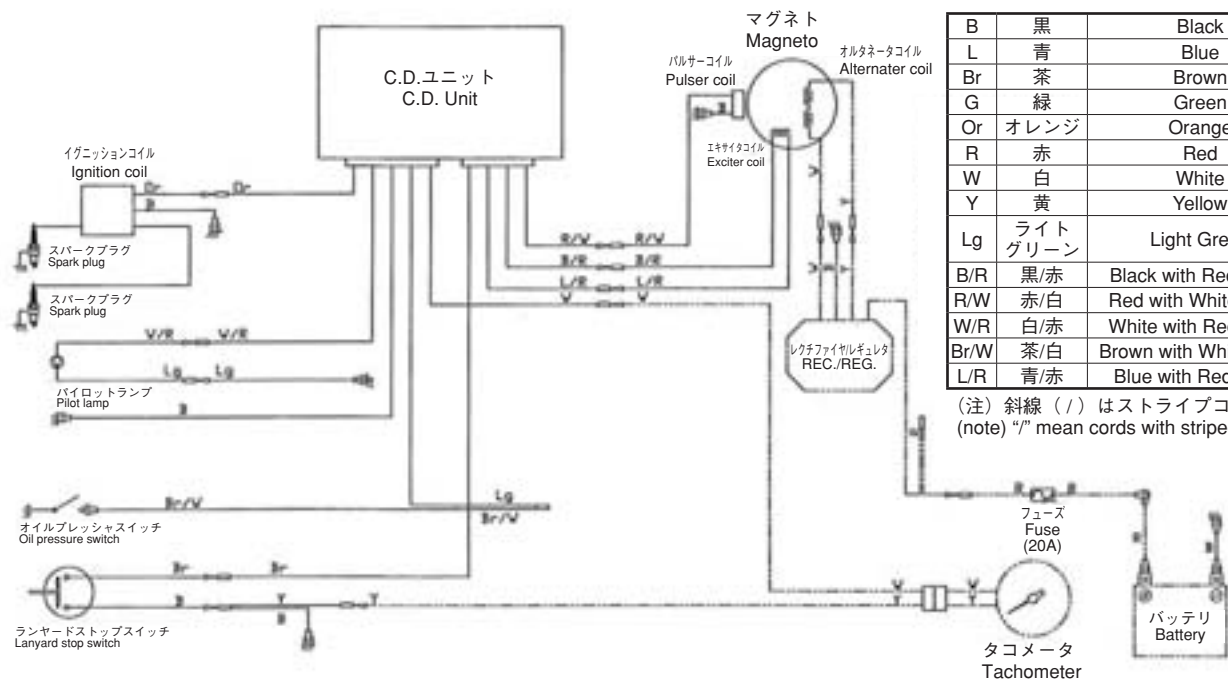 マグネト
Magneto
パルサーコイル
Pulser coil
オルタネータコイル
Alternater coil
エキサイタコイル
Exciter coil
C.D.ユニット
C.D. Unit
イグニッションコイル
Ignition coil
Or Or
B
スパークプラグ
Spark plug
スパークプラグ
Spark plug
R/W R/W
B/R B/R
L/R L/R
W W
W/R W/R
Lg Lg
パイロットランプ
Pilot lamp
B
レクチファイヤ/レギュレタ
REC./REG.
Br/W
Lg
Br/W
オイルプレッシャスイッチ
Oil pressure switch
Br Br
B Y Y
B
ランヤードストップスイッチ
Lanyard stop switch
フューズ
Fuse
(20A)
W W
Y Y
タコメータ
Tachometer
バッテリ
Battery
B 黒 Black
L 青 Blue
Br 茶 Brown
G 緑 Green
Or オレンジ Orange
R 赤 Red
W 白 White
Y 黄 Yellow
Lg ライト グリーン Light Gre
B/R 黒/赤 Black with Re
R/W 赤/白 Red with Whit
W/R 白/赤 White with Re
Br/W 茶/白 Brown with Wh
L/R 青/赤 Blue with Red
（注）斜線（ / ）はストライプコ
(note) “/” mean cords with stripe